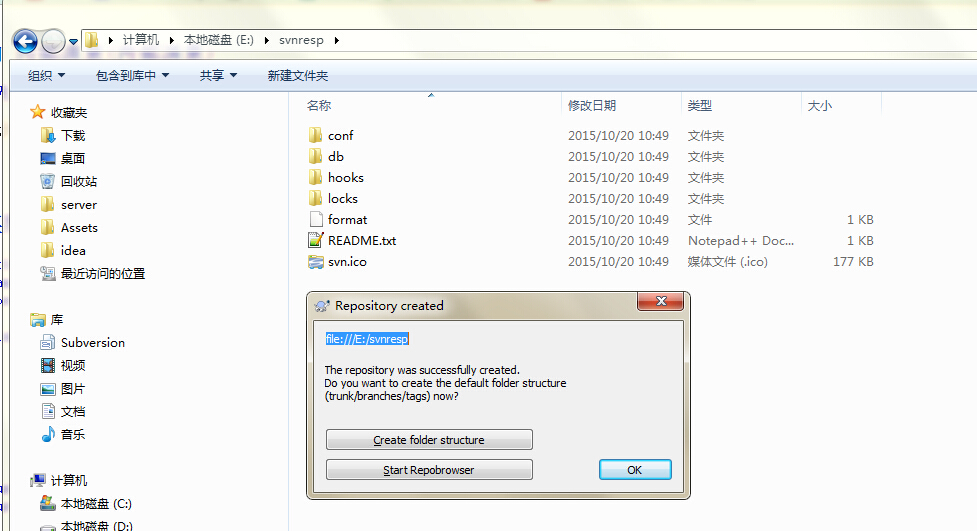 计算机 本地磁盘 (E:) svnresp
组织 包含到库中 共享 新建文件夹
名称 修改日期 类型 大小
收藏夹
下载
桌面
回收站
server
Assets
idea
最近访问的位置
库
Subversion
视频
图片
文档
音乐
计算机
本地磁盘 (C:)
本地磁盘 (D:)
conf 2015/10/20 10:49 文件夹
db 2015/10/20 10:49 文件夹
hooks 2015/10/20 10:49 文件夹
locks 2015/10/20 10:49 文件夹
format 2015/10/20 10:49 文件 1 KB
README.txt 2015/10/20 10:49 Notepad++ Doc... 1 KB
svn.ico 2015/10/20 10:49 媒体文件 (.ico) 177 KB
Repository created
file:///E:/svnresp
The repository was successfully created.
Do you want to create the default folder structure
(trunk/branches/tags) now?
Create folder structure
Start Repobrowser OK